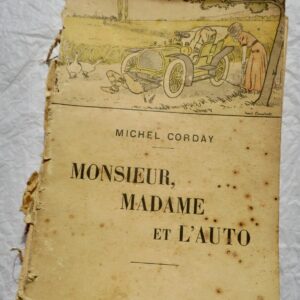 MICHEL CORDAY
MONSIEUR,
MADAME
ET L'AUTO